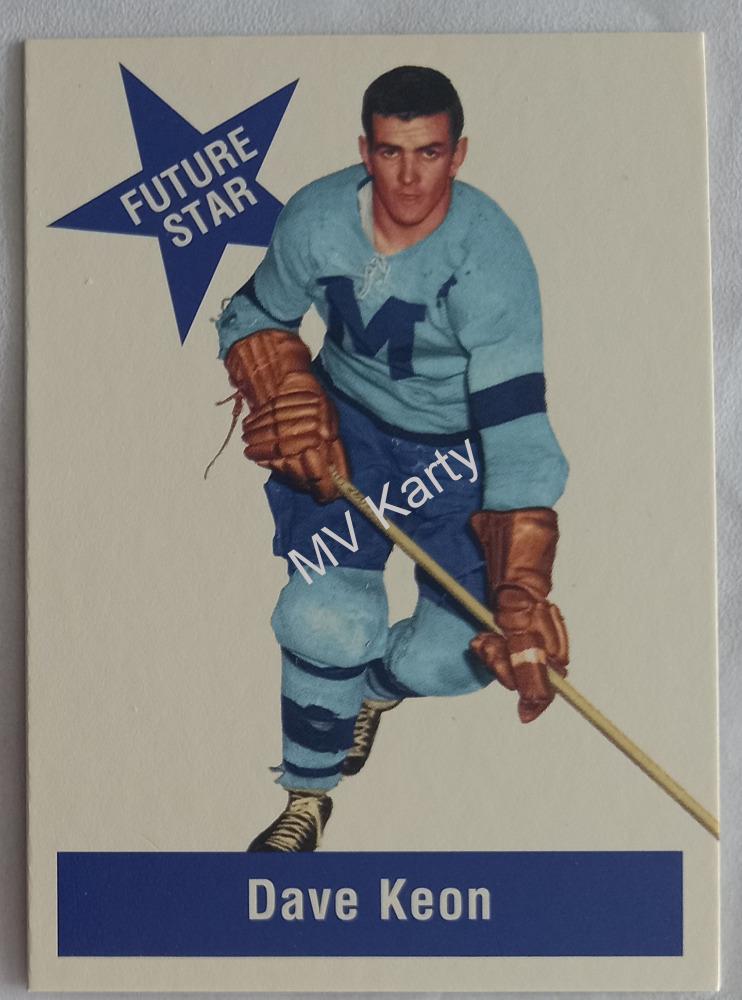 FUTURE
STAR
M
MV Karty
Dave Keon